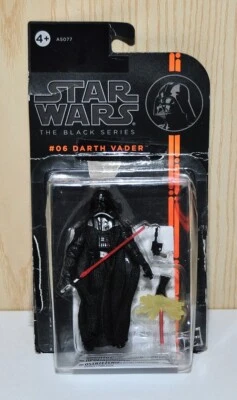 4+
A5077
STAR
WARS
THE BLACK SERIES
#06 DARTH VADER